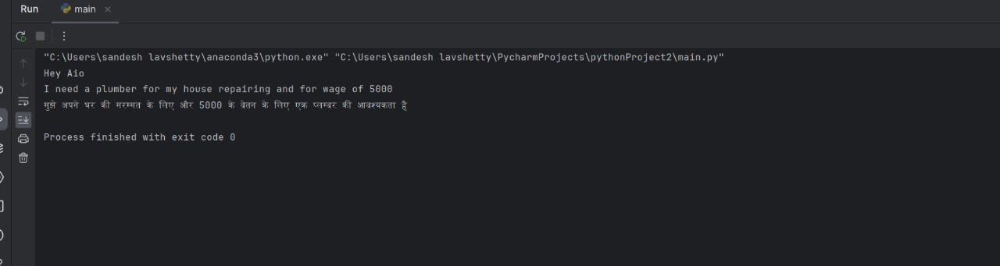 Run main
"C:\Users\sandesh lavshetty\anaconda3\python.exe" "C:\Users\sandesh lavshetty\PycharmProjects\pythonProject2\main.py"
Hey Aio
I need a plumber for my house repairing and for wage of 5000
मुझे अपने घर की मरम्मत के लिए और 5000 के वेतन के लिए एक प्लम्बर की आवश्यकता है
Process finished with exit code 0